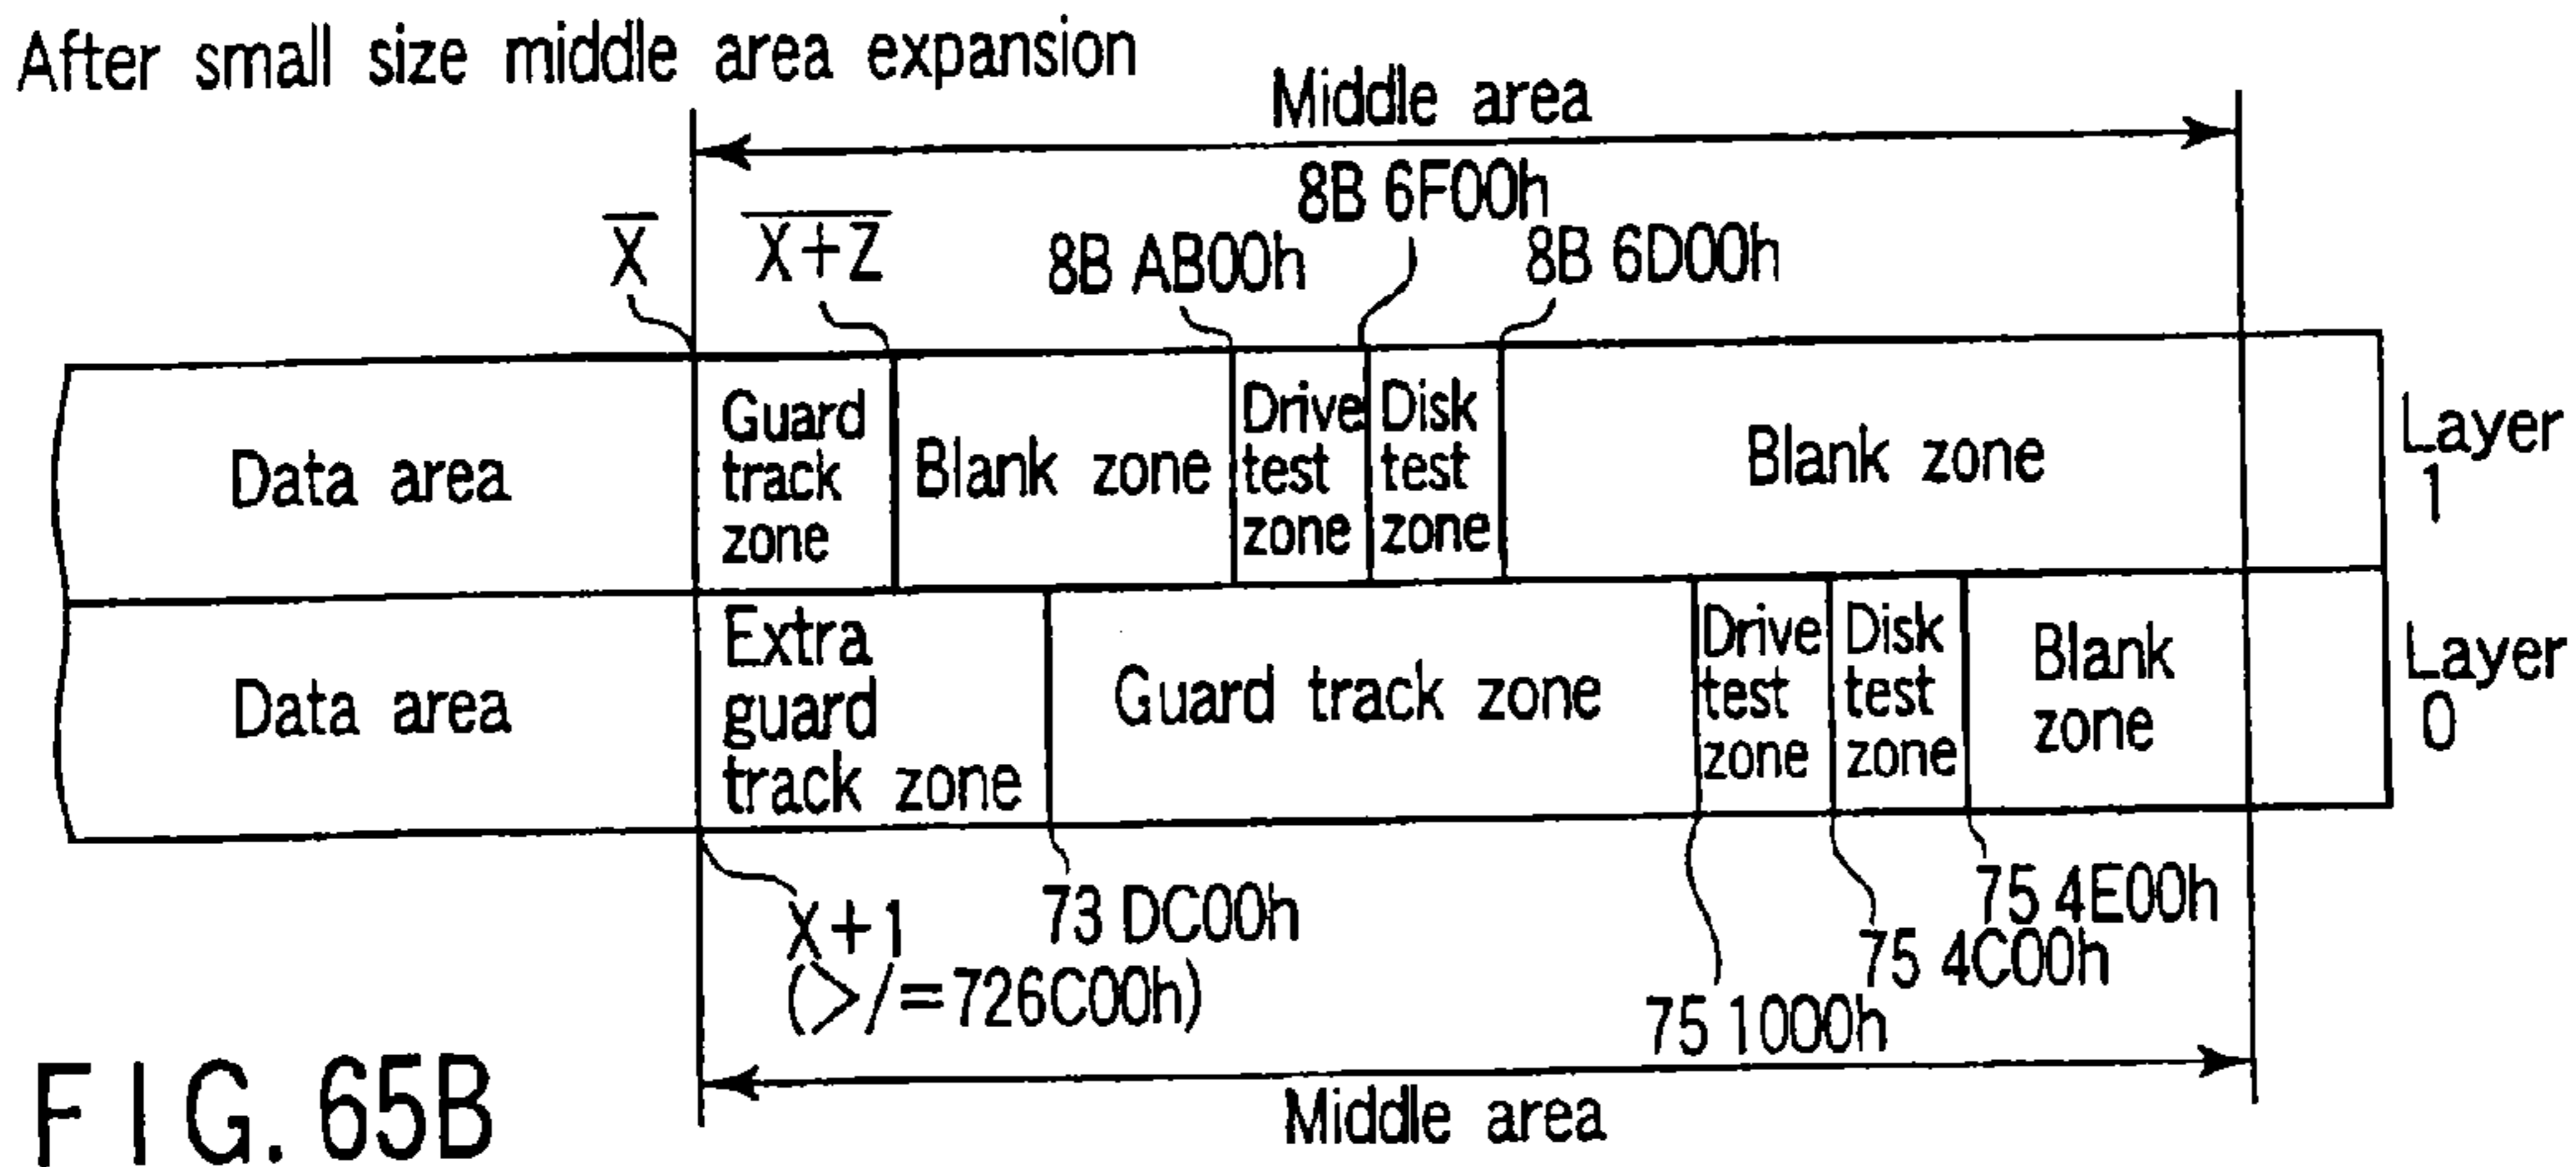 After small size middle area expansion
Middle area
8B 6F00h
X̅
X̅+̅Z̅
8B AB00h
8B 6D00h
Data area
Guard
track
zone
Blank zone
Drive
test
zone
Disk
test
zone
Blank zone
Layer
1
Data area
Extra
guard
track zone
Guard track zone
Drive
test
zone
Disk
test
zone
Blank
zone
Layer
0
X+1
(>/=726C00h)
73 DC00h
75 1000h
75 4C00h
75 4E00h
Middle area
FIG. 65B